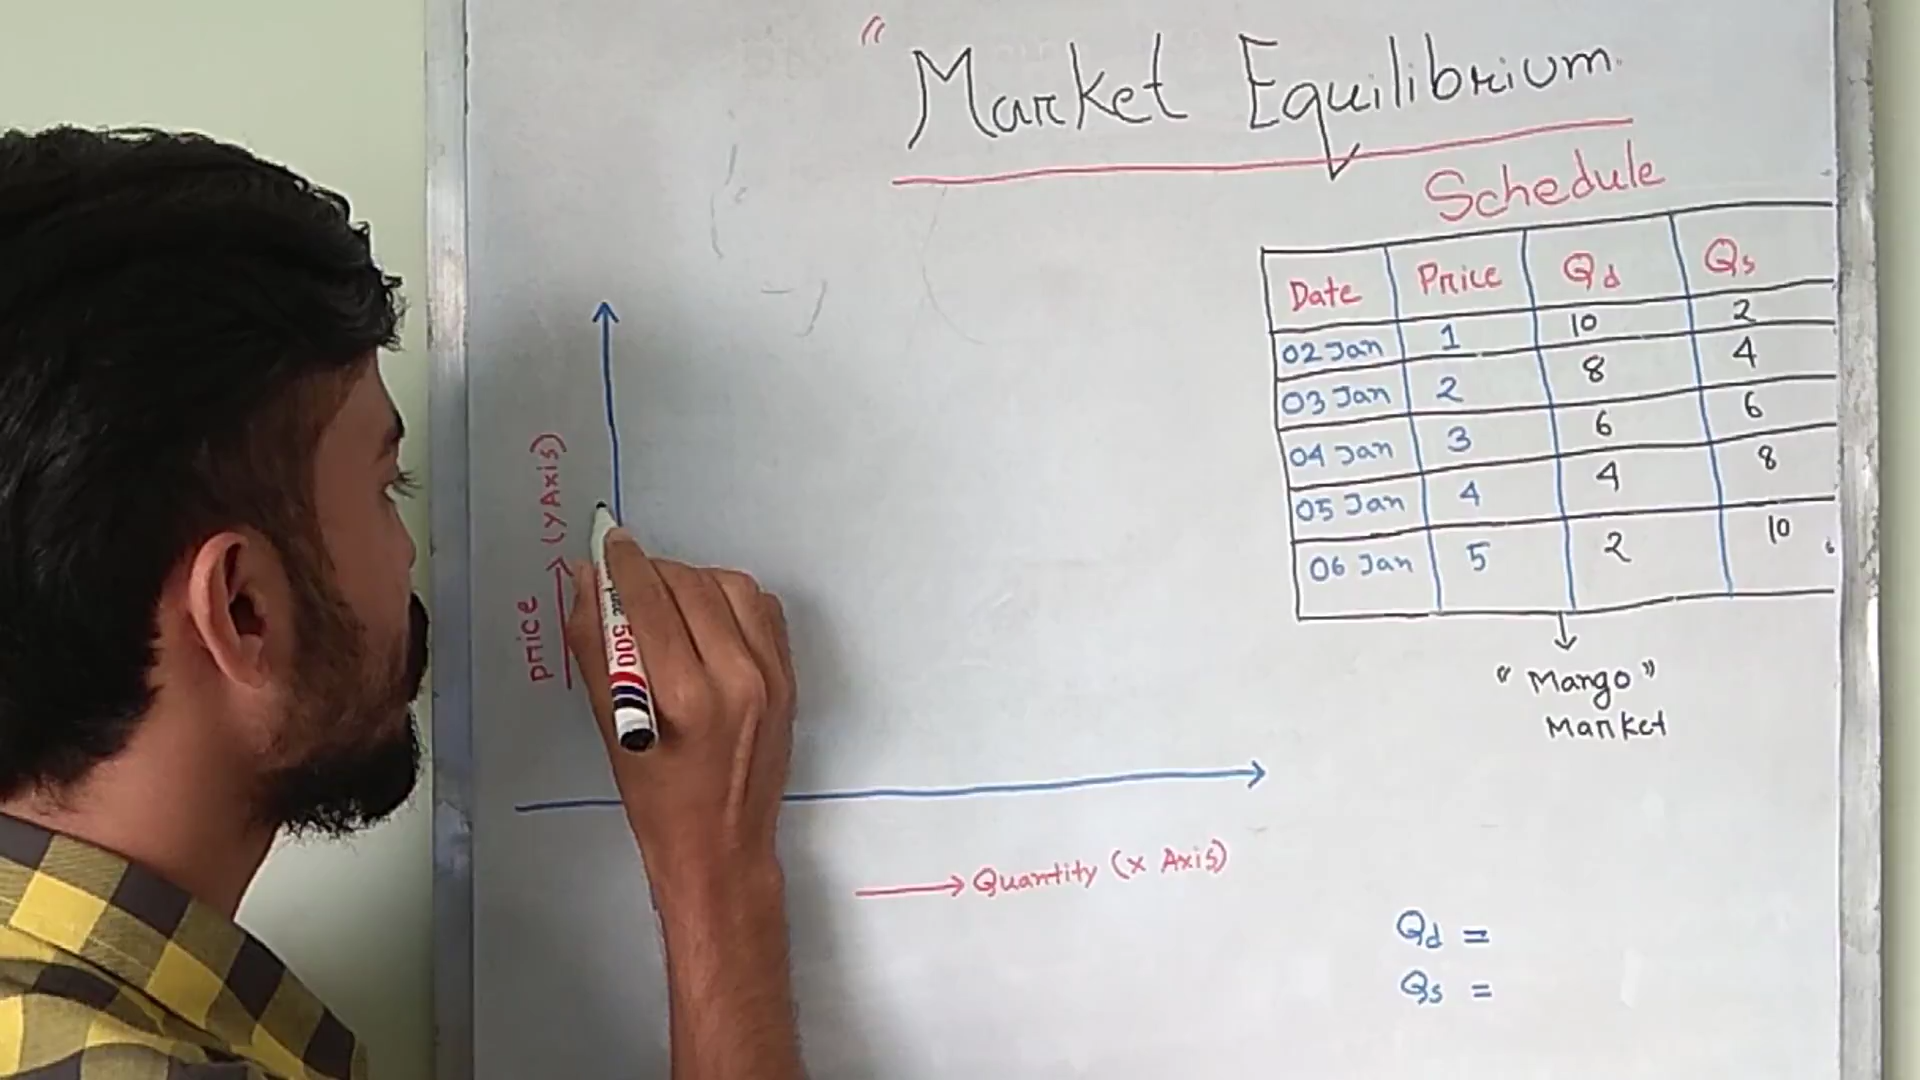 "Market Equilibrium
Schedule
Date Price Qd Qs
02 Jan 1 10 2
03 Jan 2 8 4
04 Jan 3 6 6
05 Jan 4 4 8
06 Jan 5 2 10
"Mango"
Market
price → (Y Axis)
500
→ Quantity (X Axis)
Qd =
Qs =